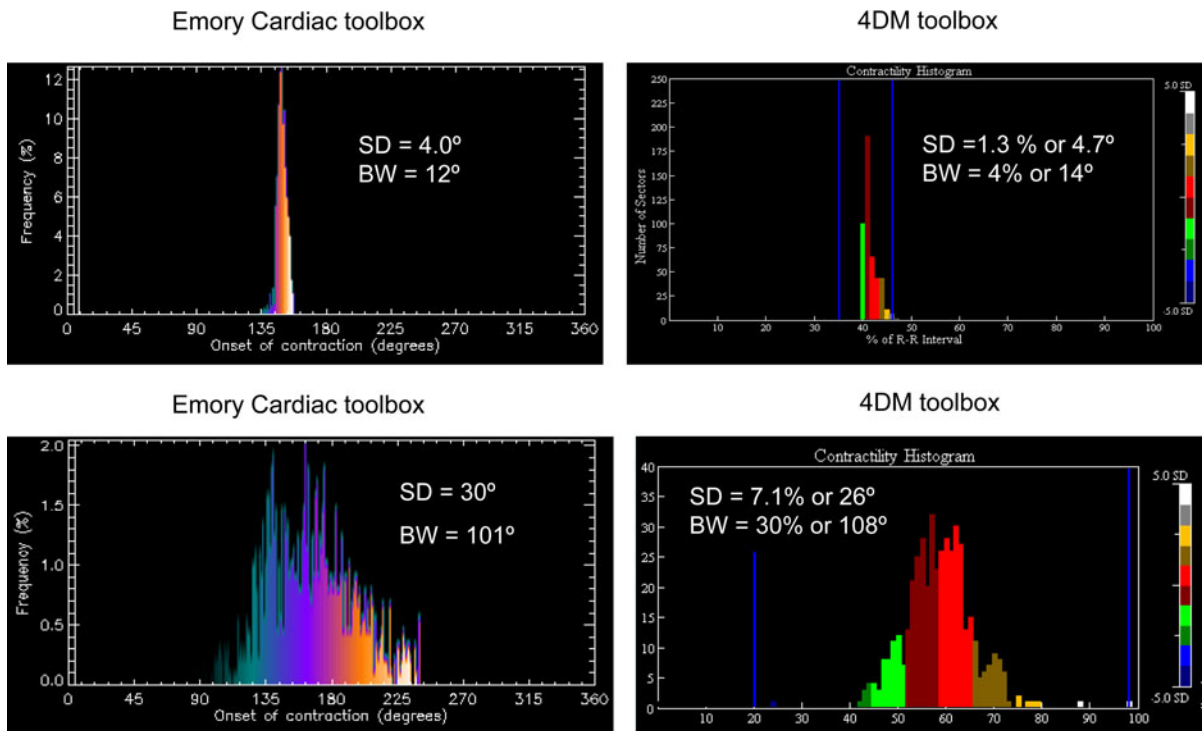 Emory Cardiac toolbox
4DM toolbox
12
10
8
6
4
2
0
Frequency (%)
SD = 4.0º
BW = 12º
0 45 90 135 180 225 270 315 360
Onset of contraction (degrees)
Contractility Histogram
250
225
200
175
150
125
100
75
50
25
0
Number of Sectors
SD =1.3 % or 4.7º
BW = 4% or 14º
10 20 30 40 50 60 70 80 90 100
% of R-R Interval
5.0 SD
-5.0 SD
Emory Cardiac toolbox
4DM toolbox
2.0
1.5
1.0
0.5
0.0
Frequency (%)
SD = 30º
BW = 101º
0 45 90 135 180 225 270 315 360
Onset of contraction (degrees)
Contractility Histogram
40
35
30
25
20
15
10
5
0
SD = 7.1% or 26º
BW = 30% or 108º
10 20 30 40 50 60 70 80 90 100
5.0 SD
-5.0 SD